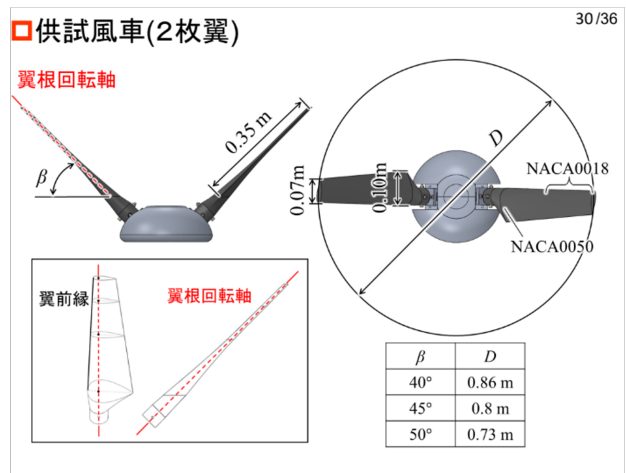 30/36
供試風車(2枚翼)
翼根回転軸
0.35 m
β
D
NACA0018
0.07m
0.10m
NACA0050
翼前縁
翼根回転軸
β D
40° 0.86 m
45° 0.8 m
50° 0.73 m